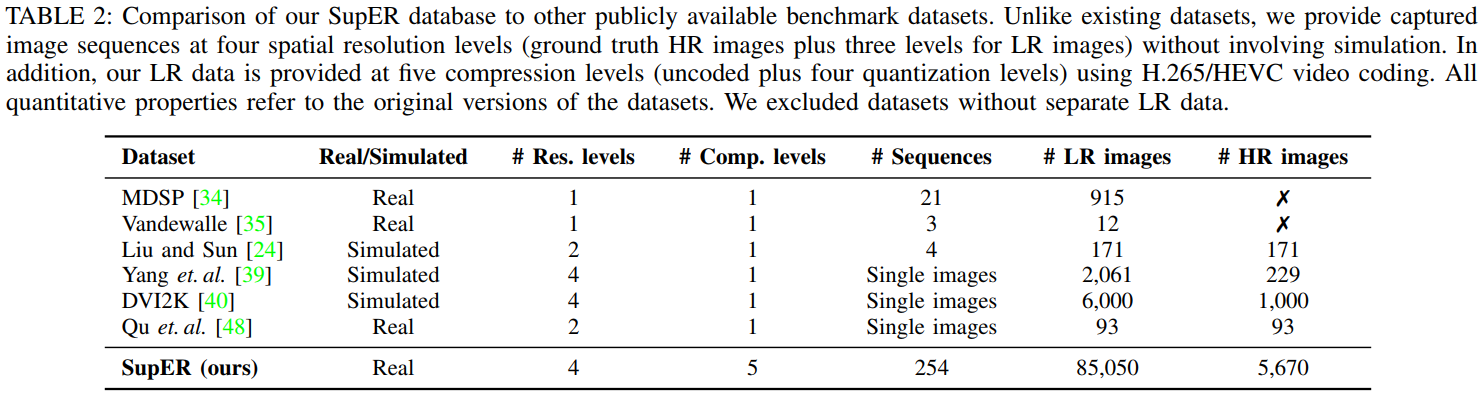 TABLE 2: Comparison of our SupER database to other publicly available benchmark datasets. Unlike existing datasets, we provide captured
image sequences at four spatial resolution levels (ground truth HR images plus three levels for LR images) without involving simulation. In
addition, our LR data is provided at five compression levels (uncoded plus four quantization levels) using H.265/HEVC video coding. All
quantitative properties refer to the original versions of the datasets. We excluded datasets without separate LR data.
Dataset Real/Simulated # Res. levels # Comp. levels # Sequences # LR images # HR images
MDSP [34] Real 1 1 21 915 ✗
Vandewalle [35] Real 1 1 3 12 ✗
Liu and Sun [24] Simulated 2 1 4 171 171
Yang et. al. [39] Simulated 4 1 Single images 2,061 229
DVI2K [40] Simulated 4 1 Single images 6,000 1,000
Qu et. al. [48] Real 2 1 Single images 93 93
SupER (ours) Real 4 5 254 85,050 5,670